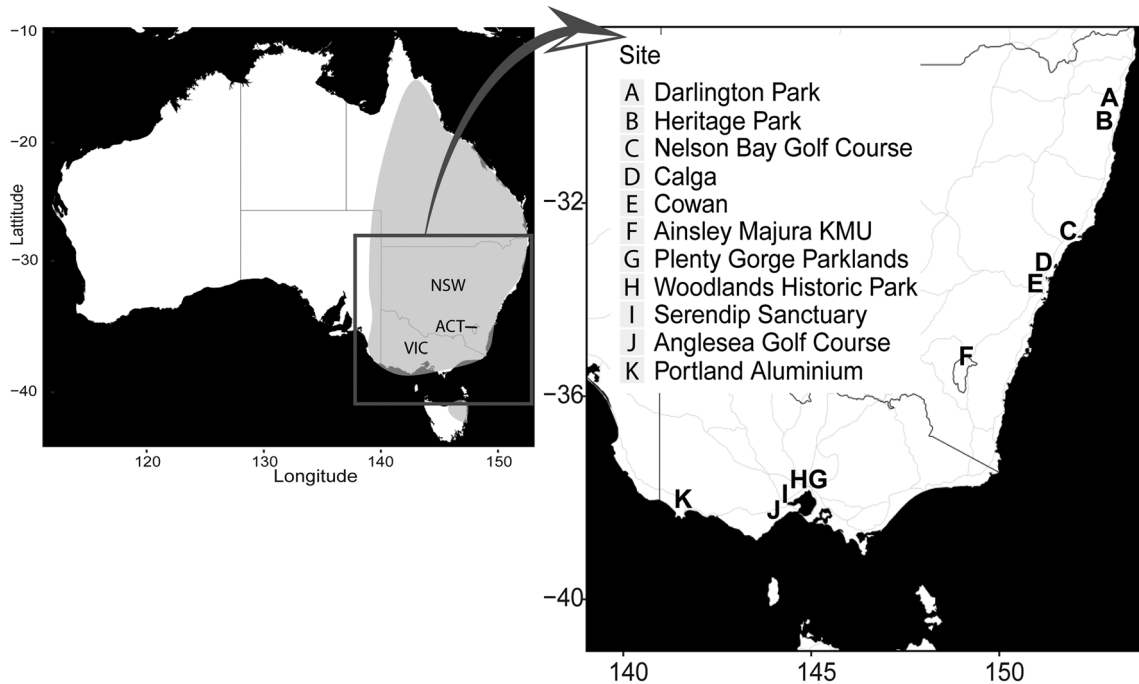 −10
−20
−30
−40
Lattitude
120
130
140
150
Longitude
NSW
ACT
VIC
Site
A Darlington Park
B Heritage Park
C Nelson Bay Golf Course
D Calga
E Cowan
F Ainsley Majura KMU
G Plenty Gorge Parklands
H Woodlands Historic Park
I Serendip Sanctuary
J Anglesea Golf Course
K Portland Aluminium
−32
−36
−40
A
B
C
D
E
F
HG
I
J
K
140
145
150